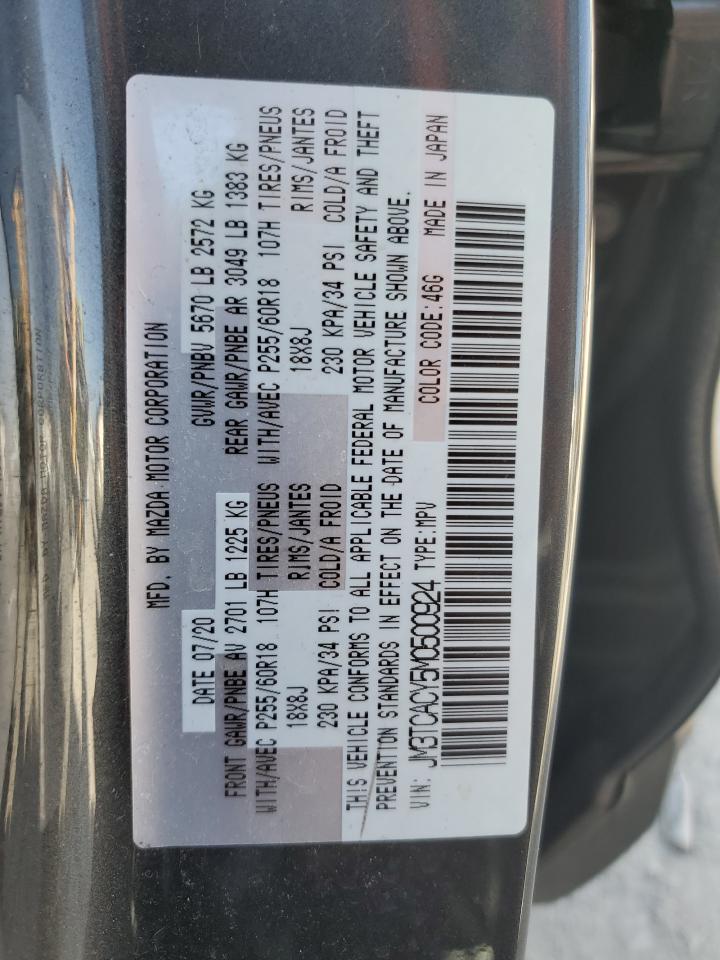 MFD. BY MAZDA MOTOR CORPORATION
DATE 07/20 GVWR/PNBV 5670 LB 2572 KG
FRONT GAWR/PNBE AV 2701 LB 1225 KG REAR GAWR/PNBE AR 3049 LB 1383 KG
WITH/AVEC P255/60R18 107H TIRES/PNEUS WITH/AVEC P255/60R18 107H TIRES/PNEUS
18X8J RIMS/JANTES 18X8J RIMS/JANTES
230 KPA/34 PSI COLD/A FROID 230 KPA/34 PSI COLD/A FROID
THIS VEHICLE CONFORMS TO ALL APPLICABLE FEDERAL MOTOR VEHICLE SAFETY AND THEFT
PREVENTION STANDARDS IN EFFECT ON THE DATE OF MANUFACTURE SHOWN ABOVE.
VIN: JM3TCACY5M0500924 TYPE:MPV COLOR CODE:46G MADE IN JAPAN